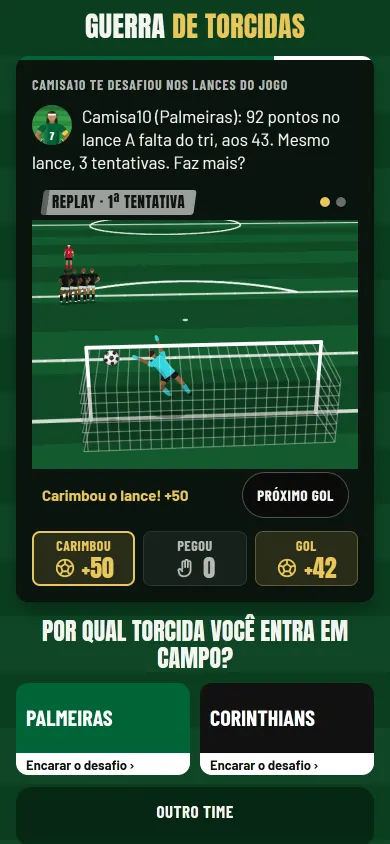 GUERRA DE TORCIDAS
CAMISA10 TE DESAFIOU NOS LANCES DO JOGO
7
Camisa10 (Palmeiras): 92 pontos no
lance A falta do tri, aos 43. Mesmo
lance, 3 tentativas. Faz mais?
REPLAY · 1ª TENTATIVA
Carimbou o lance! +50
PRÓXIMO GOL
CARIMBOU
+50
PEGOU
0
GOL
+42
POR QUAL TORCIDA VOCÊ ENTRA EM
CAMPO?
PALMEIRAS
Encarar o desafio ›
CORINTHIANS
Encarar o desafio ›
OUTRO TIME